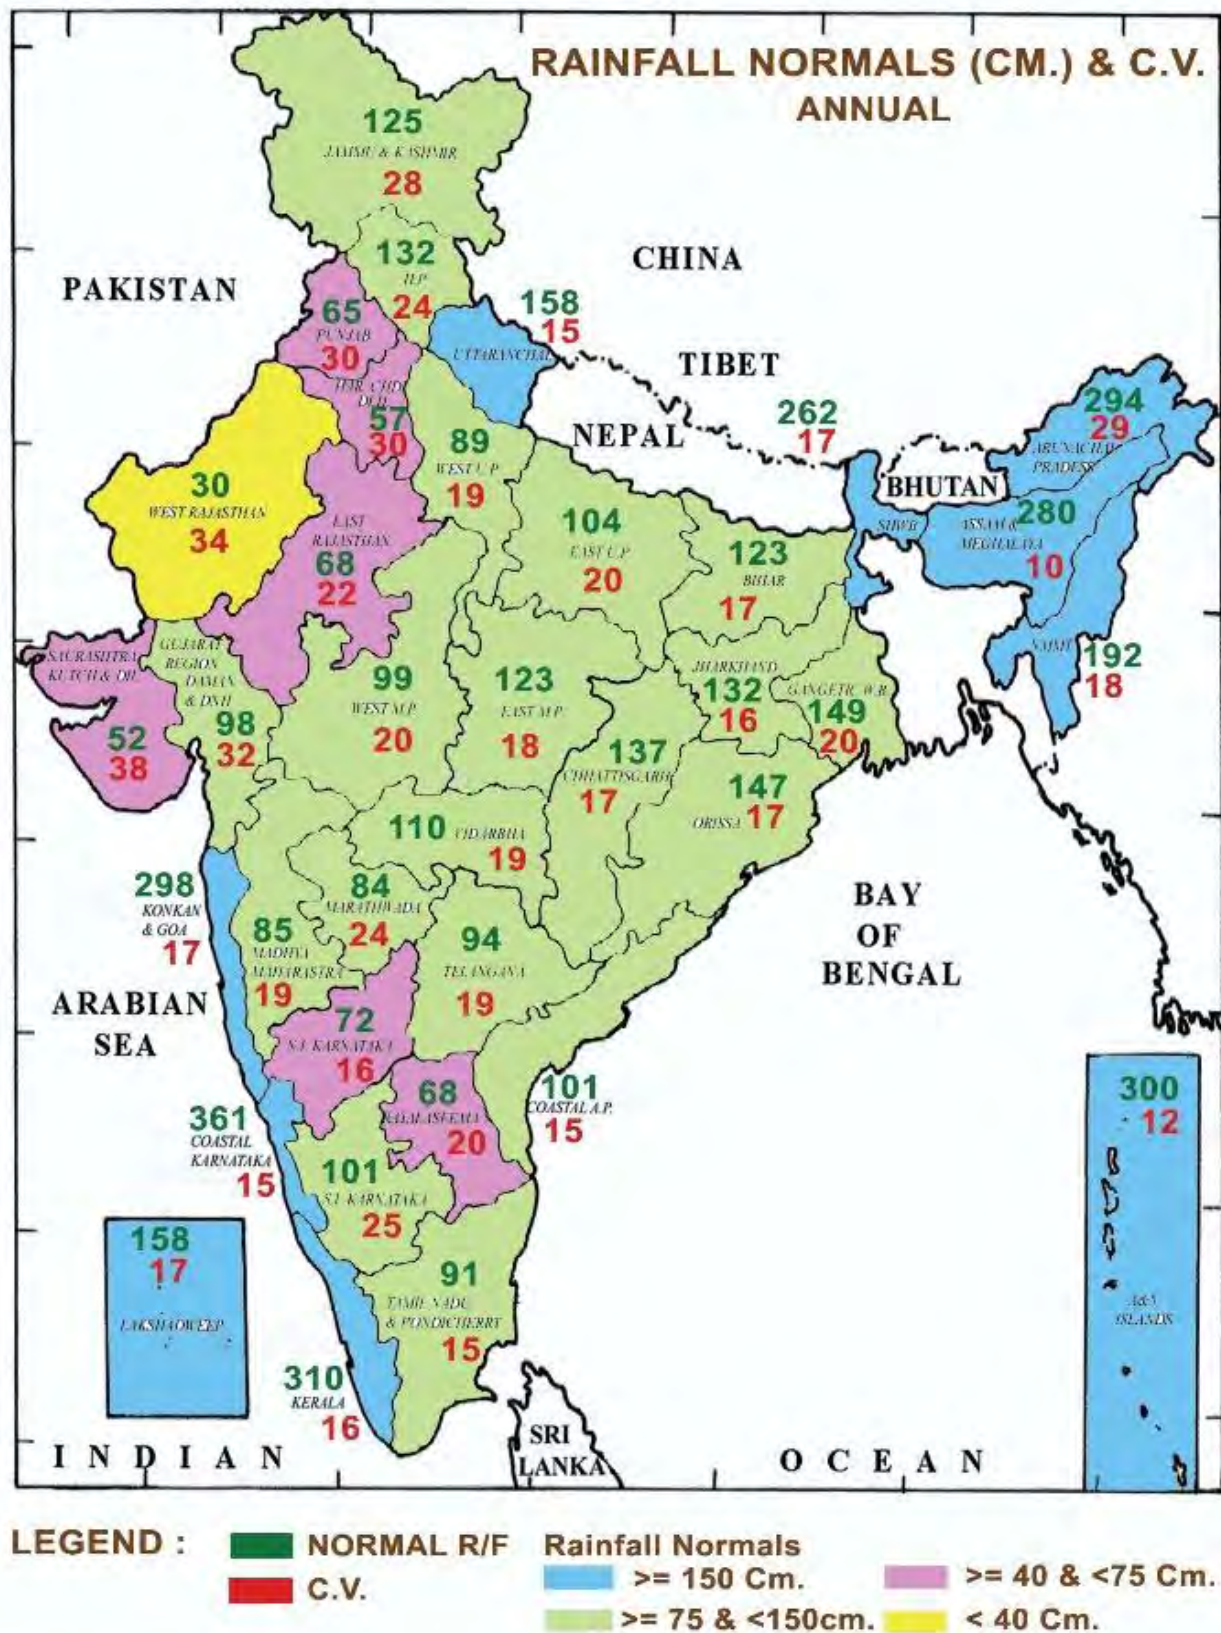 RAINFALL NORMALS (CM.) & C.V.
ANNUAL
125
JAMMU & KASHMIR
28
132
H.P
24
CHINA
PAKISTAN
65
PUNJAB
30
158
15
UTTARANCHAL
TIBET
HAR. CHD
DLH
57
30
NEPAL
262
17
294
29
ARUNACHAL
PRADESH
89
WEST U.P
19
30
WEST RAJASTHAN
34
BHUTAN
SHWB
ASSAM &
MEGHALAYA
280
10
EAST
RAJASTHAN
68
22
104
EAST U.P
20
123
BIHAR
17
SAURASHTRA
KUTCH & DIU
52
38
GUJARAT
REGION
DAMAN
& DNH
98
32
99
WEST M.P
20
123
EAST M.P
18
JHARKHAND
132
16
GANGETIC W.B
149
20
NMMT
192
18
137
CHHATTISGARH
17
147
ORISSA
17
110 VIDARBHA
19
298
KONKAN
& GOA
17
84
MARATHWADA
24
85
MADHYA
MAHARASTRA
19
94
TELANGANA
19
BAY
OF
BENGAL
ARABIAN
SEA
72
N.I. KARNATAKA
16
68
RAYALASEEMA
20
101
COASTAL A.P.
15
300
12
A&N
ISLANDS
361
COASTAL
KARNATAKA
15
101
S.I. KARNATAKA
25
158
17
LAKSHADWEEP
91
TAMIL NADU
& PONDICHERRY
15
310
KERALA
16
SRI
LANKA
INDIAN OCEAN
LEGEND :
NORMAL R/F
C.V.
Rainfall Normals
>= 150 Cm.
>= 40 & <75 Cm.
>= 75 & <150cm.
< 40 Cm.